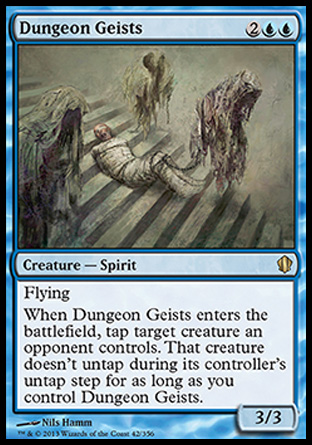 Dungeon Geists 2
Creature — Spirit
Flying
When Dungeon Geists enters the
battlefield, tap target creature an
opponent controls. That creature
doesn't untap during its controller's
untap step for as long as you
control Dungeon Geists.
3/3
Nils Hamm
™ & © 2013 Wizards of the Coast 42/356